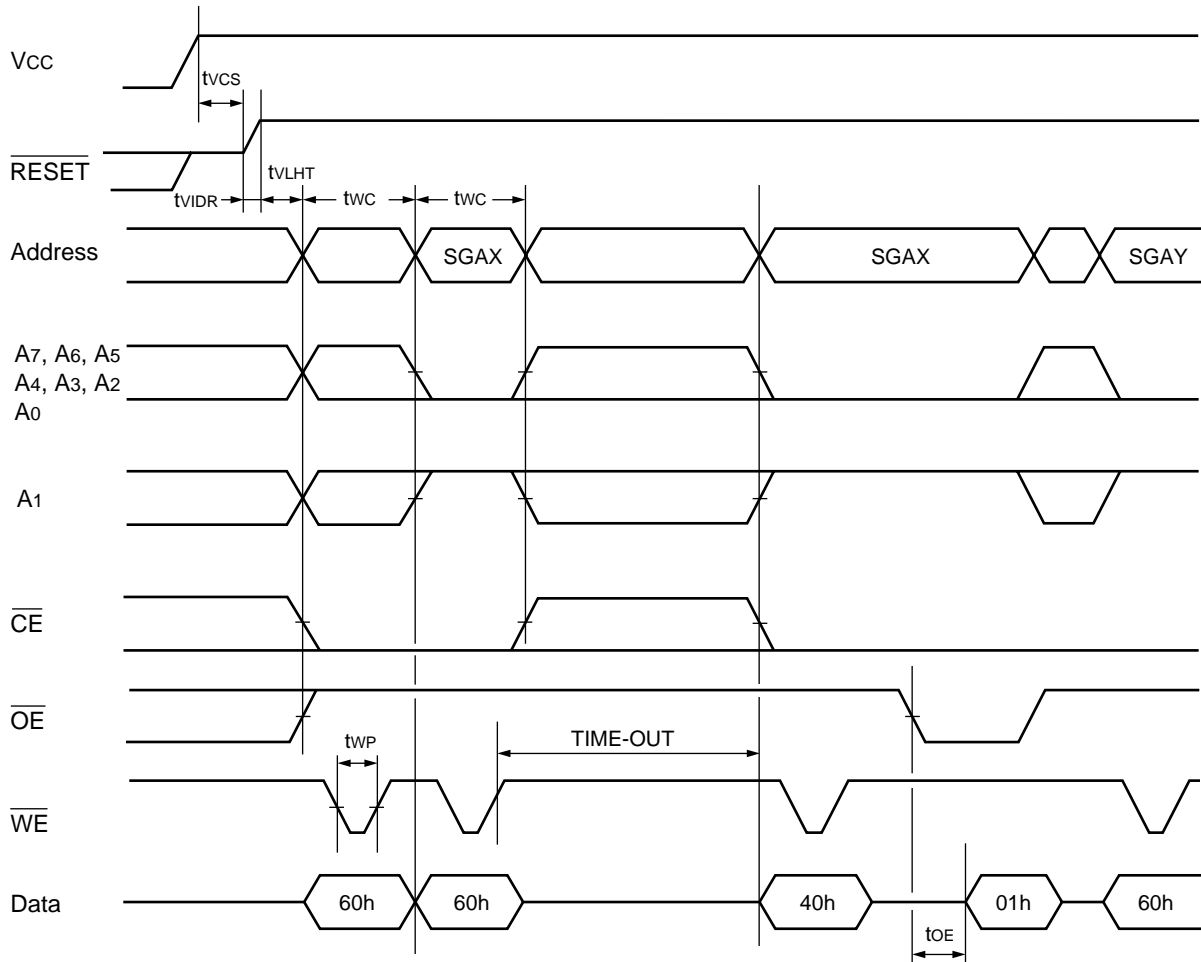 VCC
tVCS
RESET
tVLHT
tVIDR
tWC
tWC
Address
SGAX
SGAX
SGAY
A7, A6, A5
A4, A3, A2
A0
A1
CE
OE
TIME-OUT
tWP
WE
Data
60h
60h
40h
01h
60h
tOE